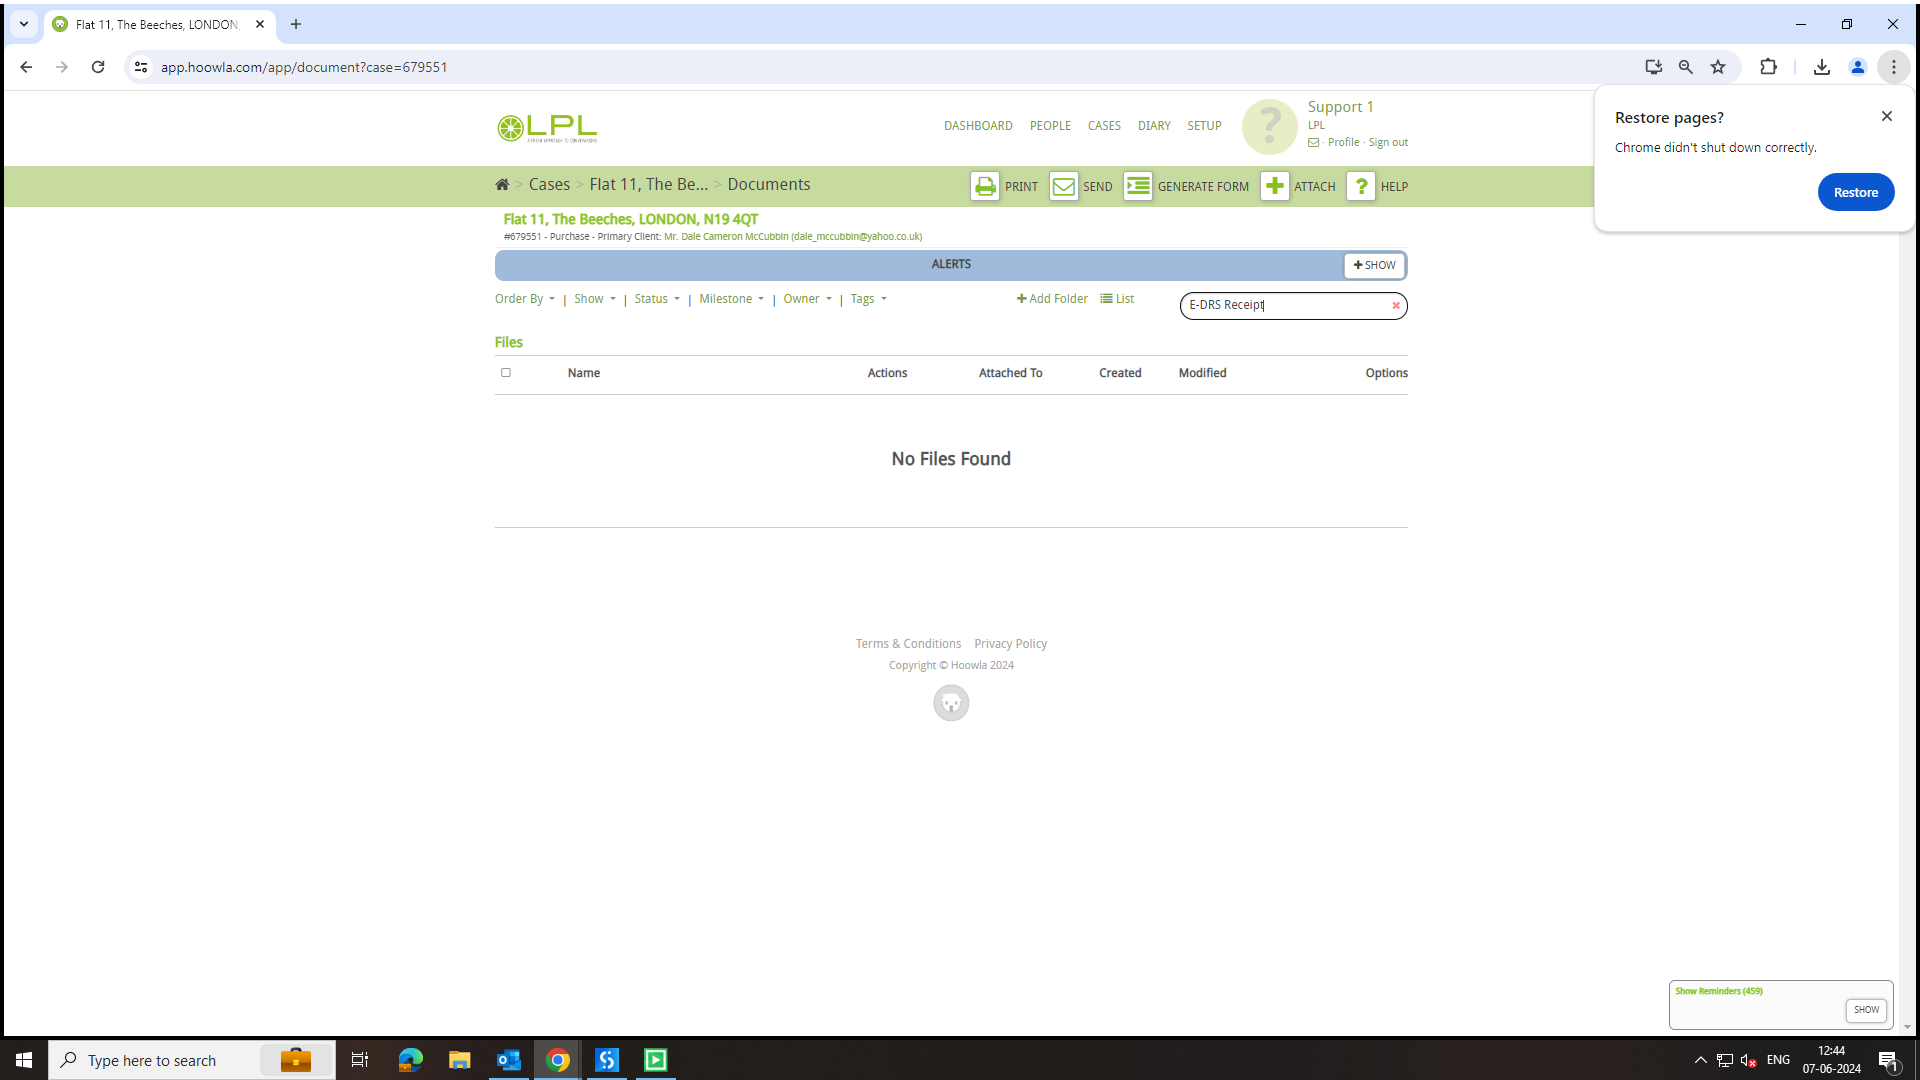 Flat 11, The Beeches, LONDON,
app.hoowla.com/app/document?case=679551
Restore pages?
Chrome didn't shut down correctly.
Restore
LPL
DASHBOARD PEOPLE CASES DIARY SETUP
?
Support 1
LPL
· Profile · Sign out
> Cases > Flat 11, The Be... > Documents
PRINT SEND GENERATE FORM ATTACH ? HELP
Flat 11, The Beeches, LONDON, N19 4QT
#679551 - Purchase - Primary Client: Mr. Dale Cameron McCubbin (dale_mccubbin@yahoo.co.uk)
ALERTS
SHOW
Order By | Show | Status | Milestone | Owner | Tags
Add Folder List
E-DRS Receipt
Files
Name Actions Attached To Created Modified Options
No Files Found
Terms & Conditions Privacy Policy
Copyright © Hoowla 2024
Show Reminders (459)
SHOW
Type here to search
ENG
12:44
07-06-2024
1